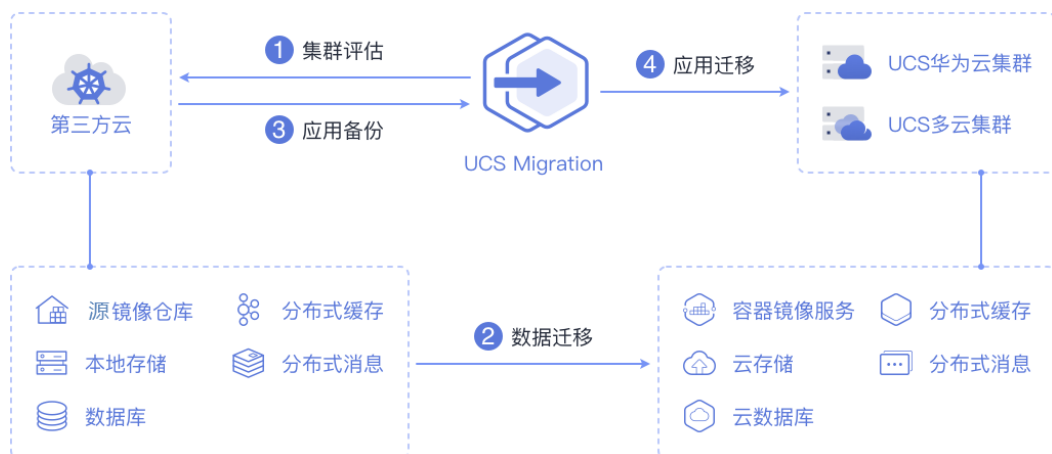 1 集群评估
第三方云
3 应用备份
UCS Migration
4 应用迁移
UCS华为云集群
UCS多云集群
源镜像仓库
分布式缓存
本地存储
分布式消息
数据库
2 数据迁移
容器镜像服务
分布式缓存
云存储
分布式消息
云数据库